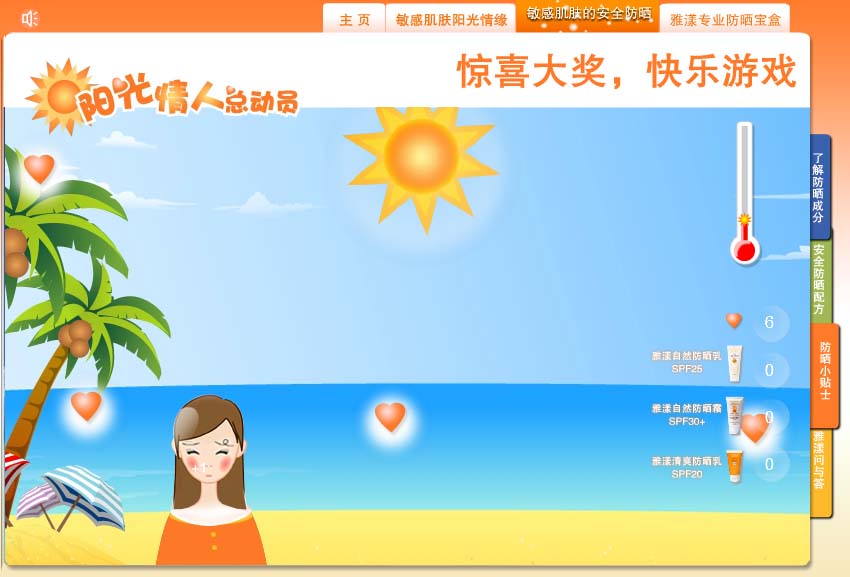 主 页
敏感肌肤阳光情缘
敏感肌肤的安全防晒
雅漾专业防晒宝盒
惊喜大奖，快乐游戏
阳光情人总动员
了解防晒成分
安全防晒配方
防晒小贴士
雅漾问与答
6
雅漾自然防晒乳
SPF25
0
雅漾自然防晒霜
SPF30+
0
雅漾清爽防晒乳
SPF20
0
+1